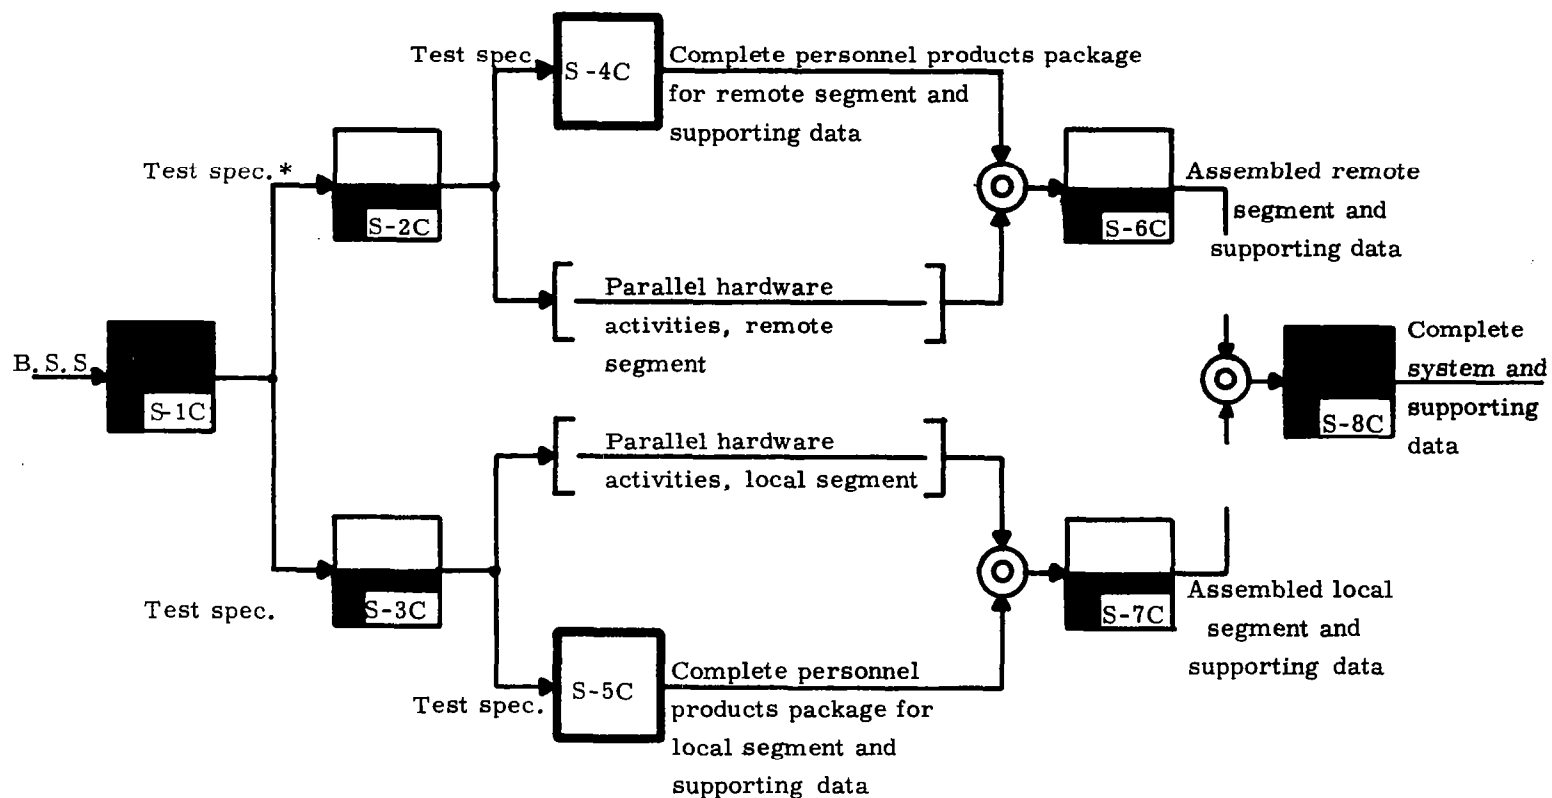 Test spec.
S-4C
Complete personnel products package
for remote segment and
supporting data
Test spec.*
S-2C
Parallel hardware
activities, remote
segment
S-6C
Assembled remote
segment and
supporting data
B.S.S.
S-1C
Parallel hardware
activities, local segment
S-8C
Complete
system and
supporting
data
Test spec.
S-3C
Test spec.
S-5C
Complete personnel
products package for
local segment and
supporting data
S-7C
Assembled local
segment and
supporting data